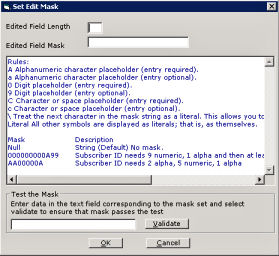 Set Edit Mask
Edited Field Length
Edited Field Mask
Rules:
A Alphanumeric character placeholder (entry required).
a Alphanumeric character placeholder (entry optional).
0 Digit placeholder (entry required).
9 Digit placeholder (entry optional).
C Character or space placeholder (entry required).
c Character or space placeholder (entry optional).
\ Treat the next character in the mask string as a literal. This allows you to
Literal All other symbols are displayed as literals; that is, as themselves.
Mask Description
Null String (Default) No mask.
000000000A99 Subscriber ID needs 9 numeric, 1 alpha and then at lea
AA00000A Subscriber ID needs 2 alpha, 5 numeric, 1 alpha
Test the Mask
Enter data in the text field corresponding to the mask set and select
validate to ensure that mask passes the test
Validate
OK Cancel